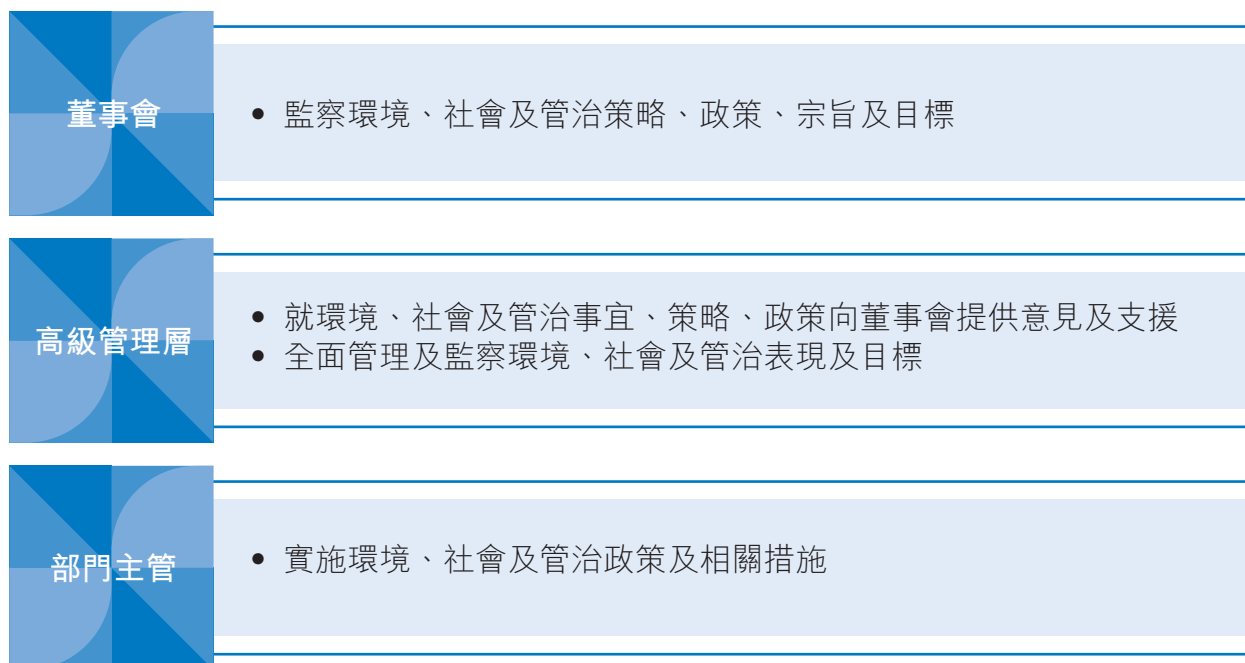 董事會
• 監察環境、社會及管治策略、政策、宗旨及目標
高級管理層
• 就環境、社會及管治事宜、策略、政策向董事會提供意見及支援
• 全面管理及監察環境、社會及管治表現及目標
部門主管
• 實施環境、社會及管治政策及相關措施